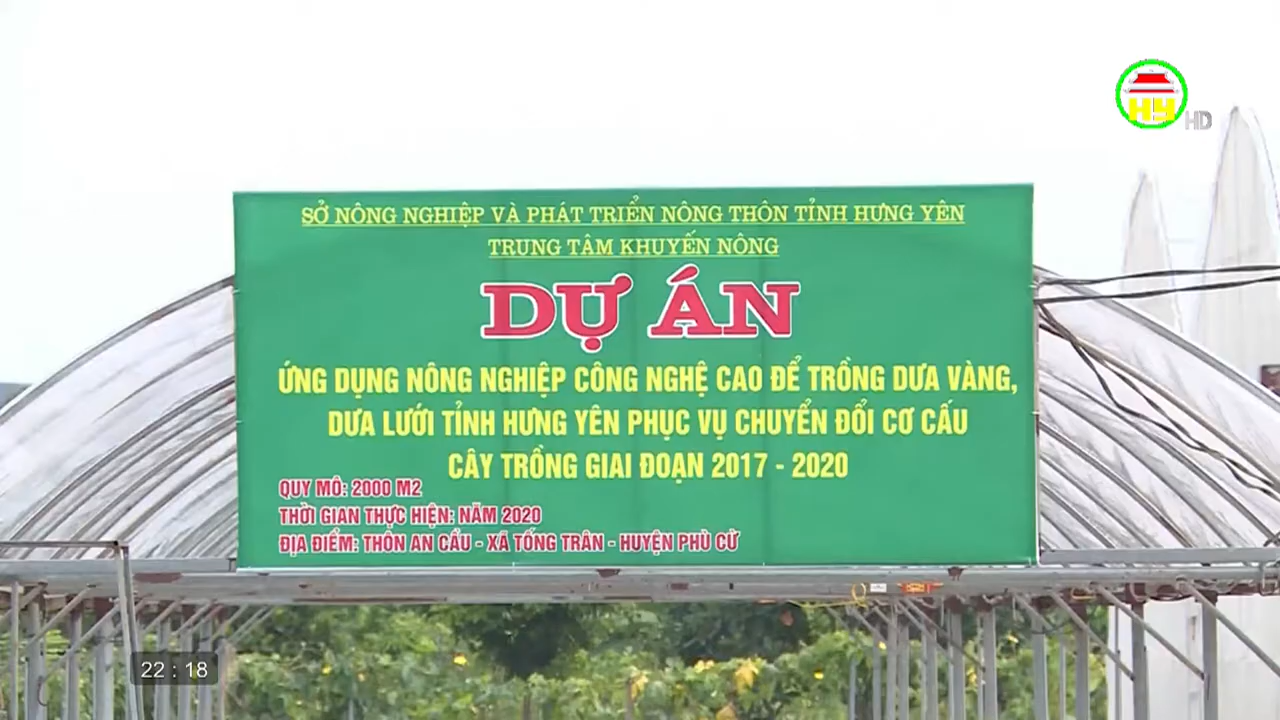 HY
HD
SỞ NÔNG NGHIỆP VÀ PHÁT TRIỂN NÔNG THÔN TỈNH HƯNG YÊN
TRUNG TÂM KHUYẾN NÔNG
DỰ ÁN
ỨNG DỤNG NÔNG NGHIỆP CÔNG NGHỆ CAO ĐỂ TRỒNG DƯA VÀNG,
DƯA LƯỚI TỈNH HƯNG YÊN PHỤC VỤ CHUYỂN ĐỔI CƠ CẤU
CÂY TRỒNG GIAI ĐOẠN 2017 - 2020
QUY MÔ: 2000 M2
THỜI GIAN THỰC HIỆN: NĂM 2020
ĐỊA ĐIỂM: THÔN AN CẦU - XÃ TỐNG TRÂN - HUYỆN PHÙ CỪ
22 : 18